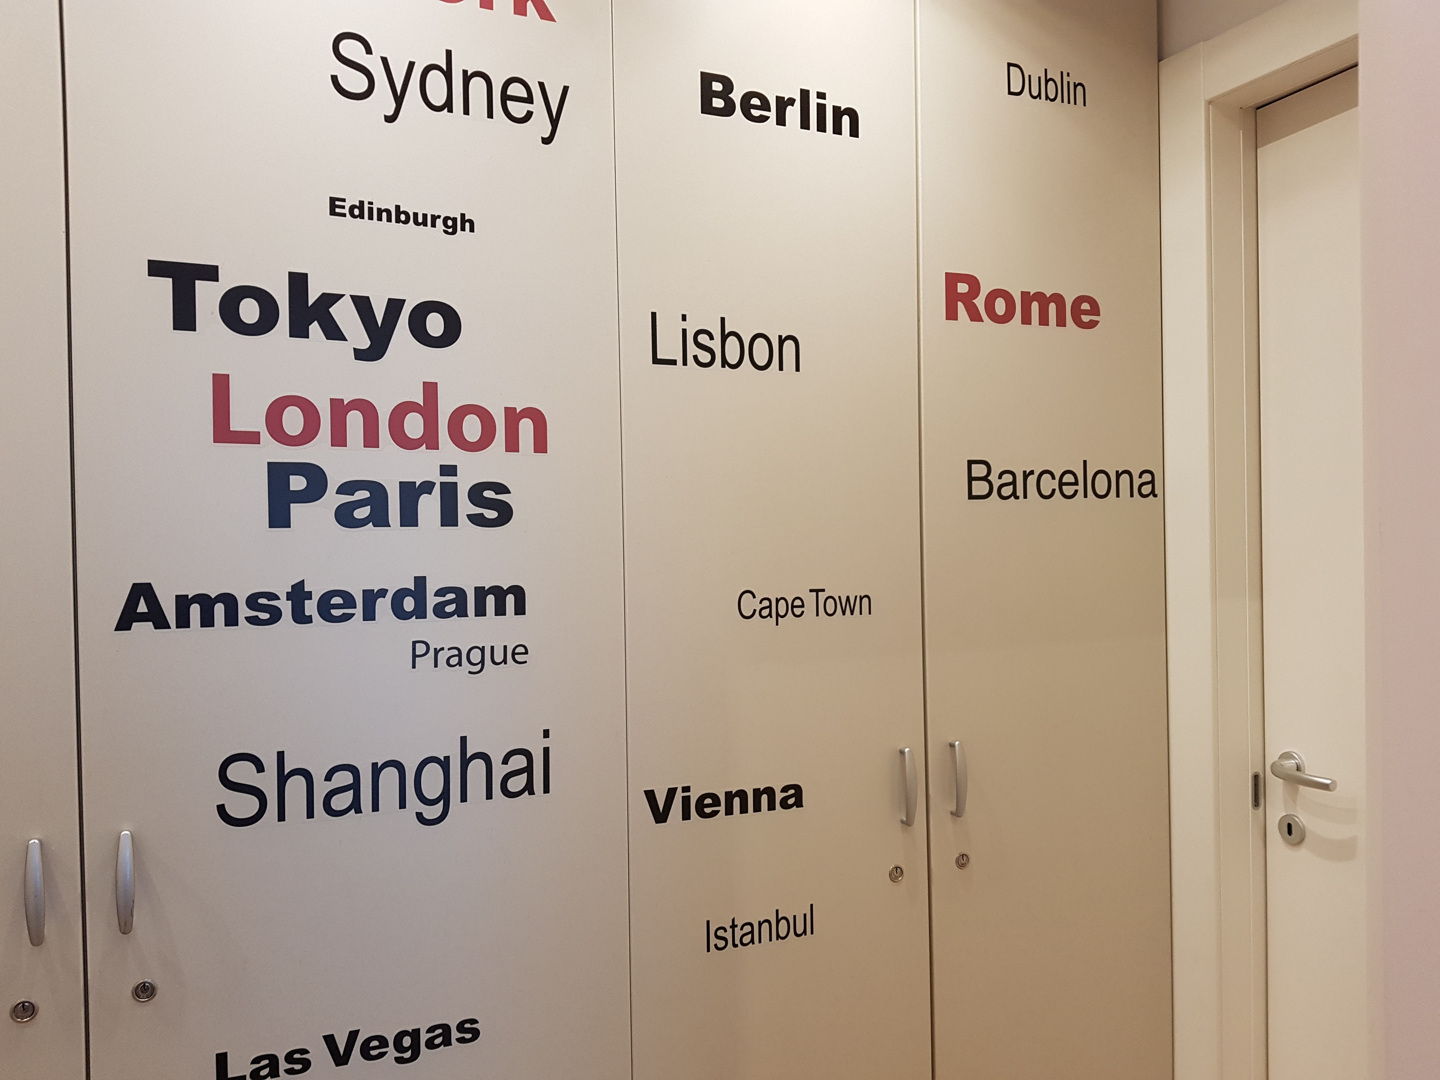 Sydney
Edinburgh
Tokyo
London
Paris
Amsterdam
Prague
Shanghai
Las Vegas
Berlin
Lisbon
Cape Town
Vienna
Istanbul
Dublin
Rome
Barcelona